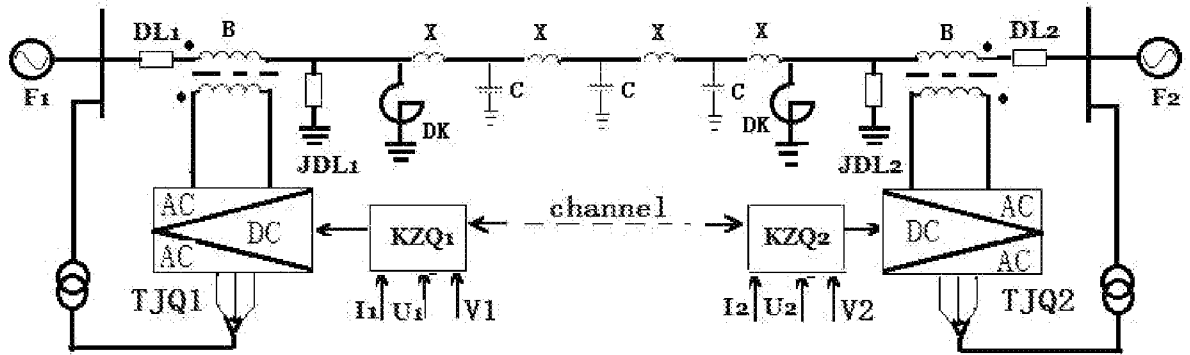 DL1 B X X X X B DL2
F1 C C C F2
DK DK
JDL1 JDL2
AC channel AC
DC KZQ1 KZQ2 DC
AC AC
TJQ1 I1 U1 V1 I2 U2 V2 TJQ2